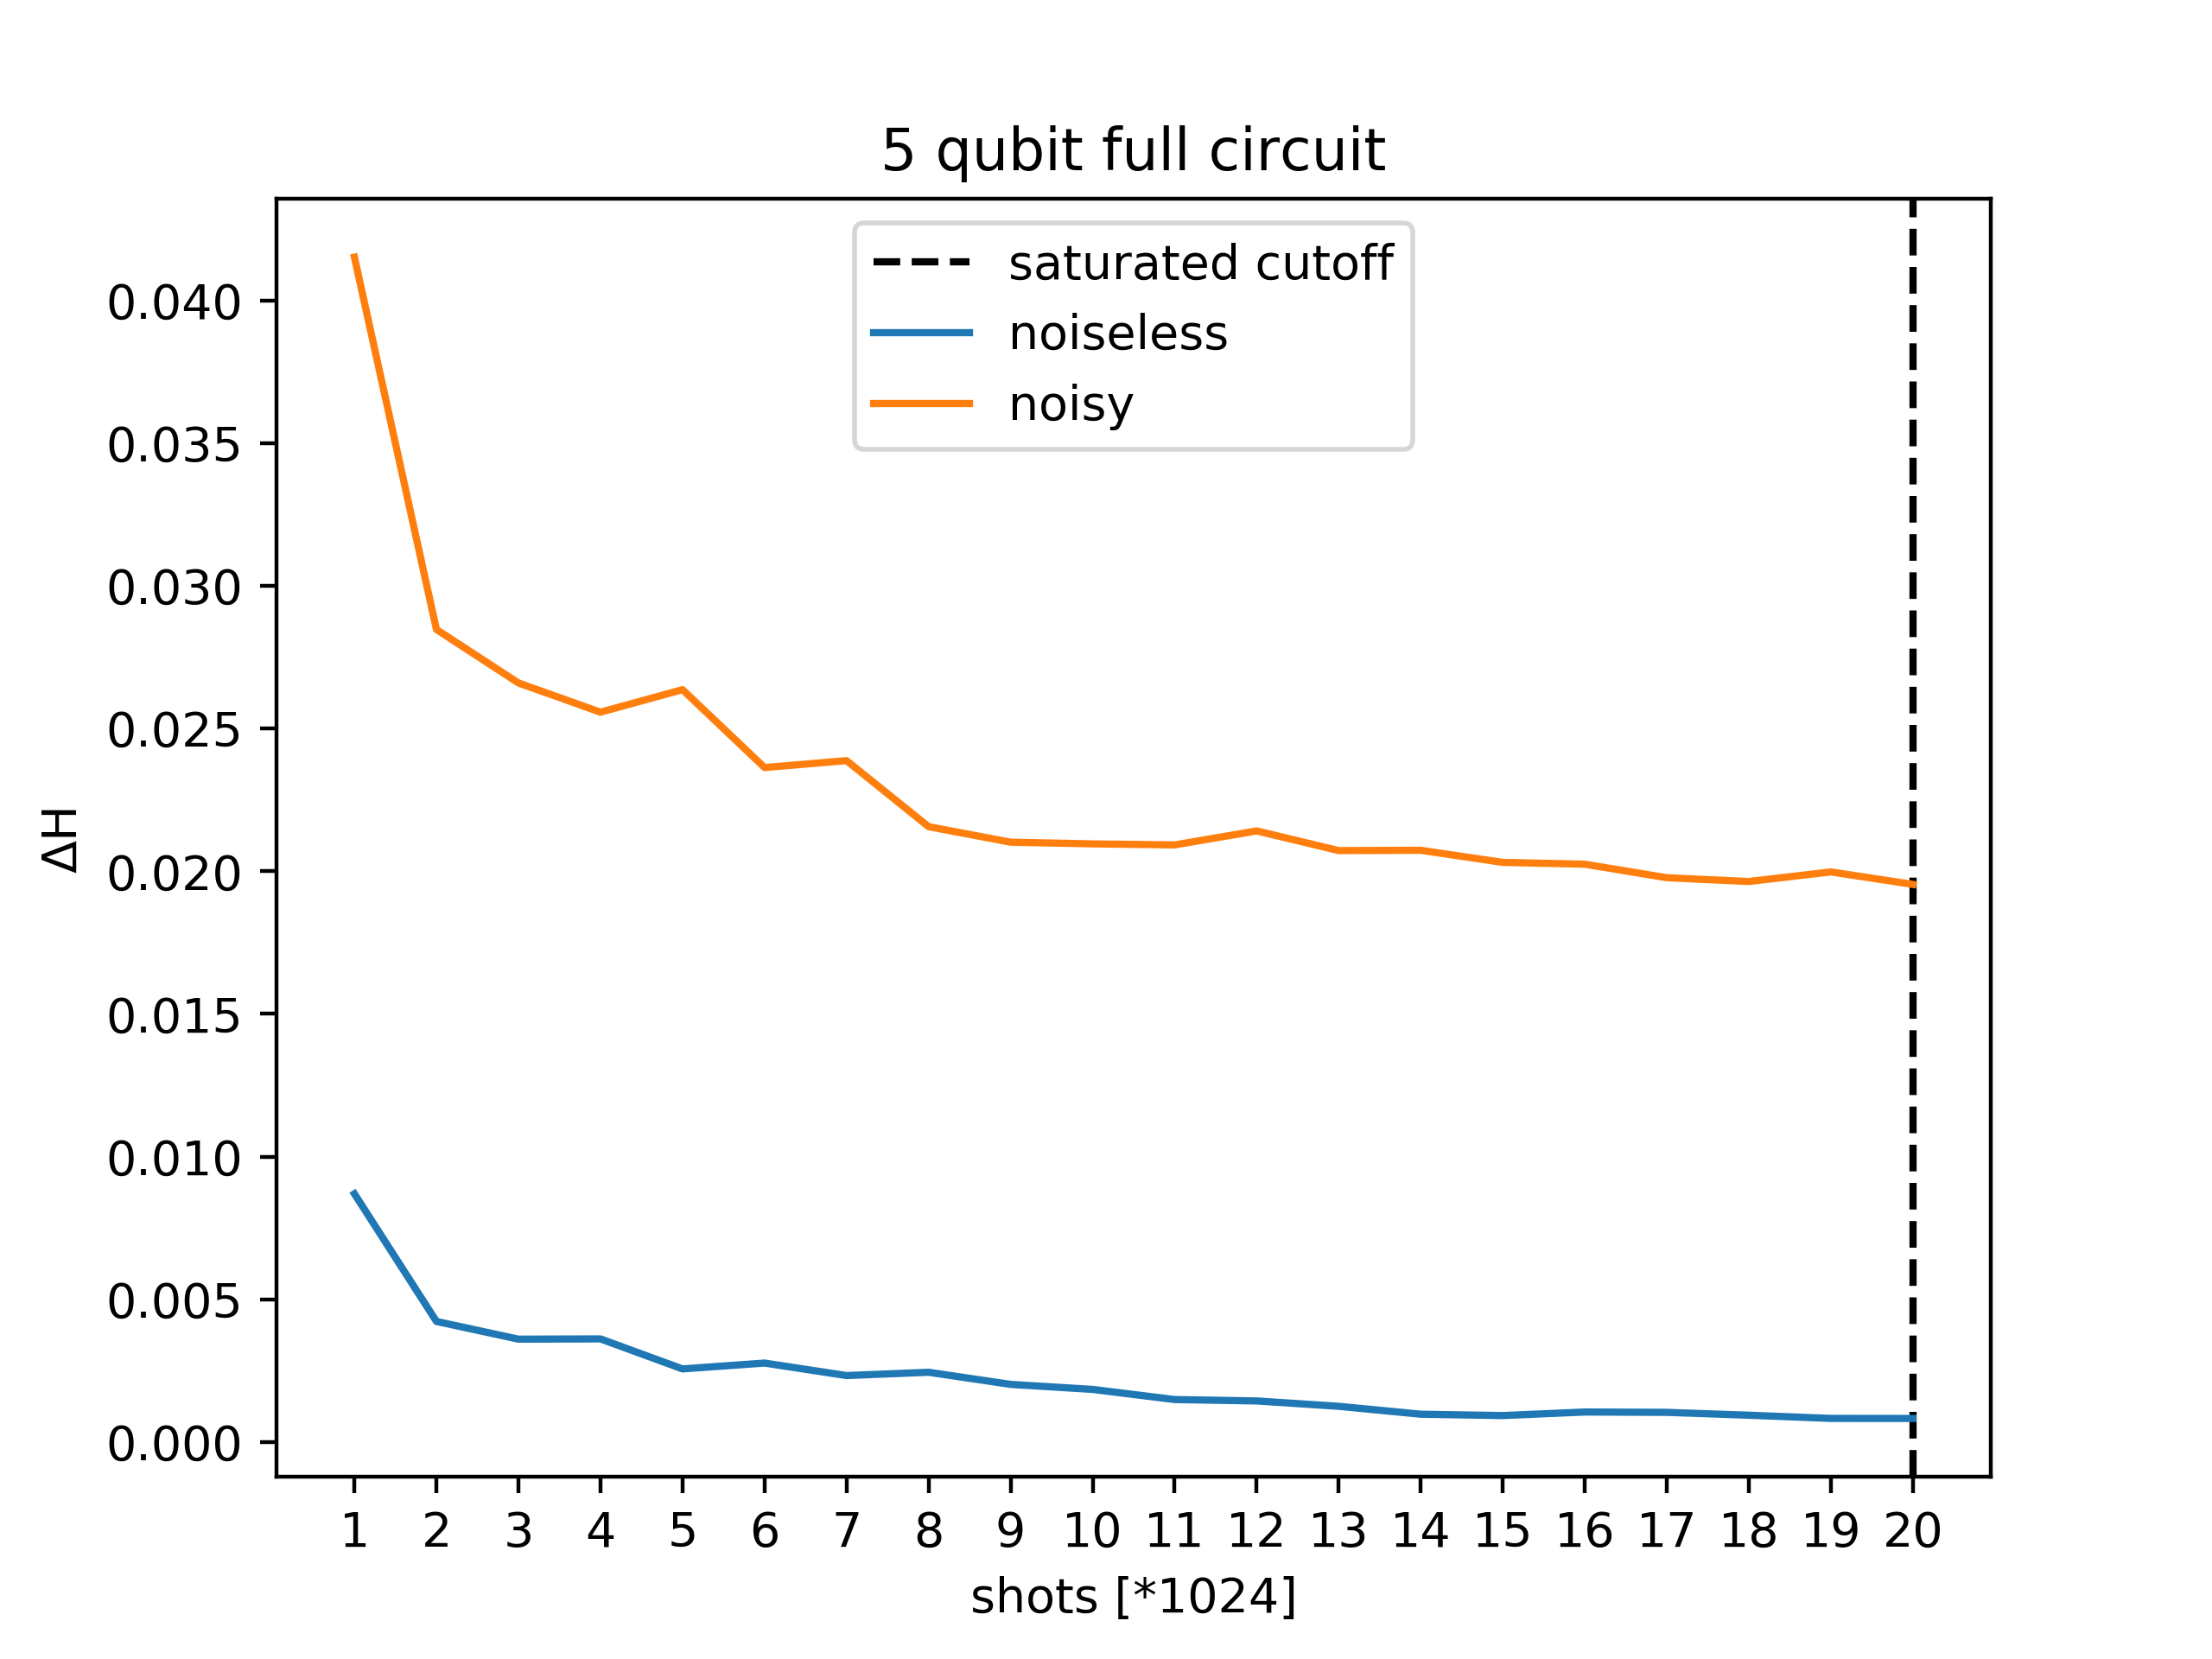 5 qubit full circuit
saturated cutoff
noiseless
noisy
0.040
0.035
0.030
0.025
0.020
0.015
0.010
0.005
0.000
ΔH
1 2 3 4 5 6 7 8 9 10 11 12 13 14 15 16 17 18 19 20
shots [*1024]